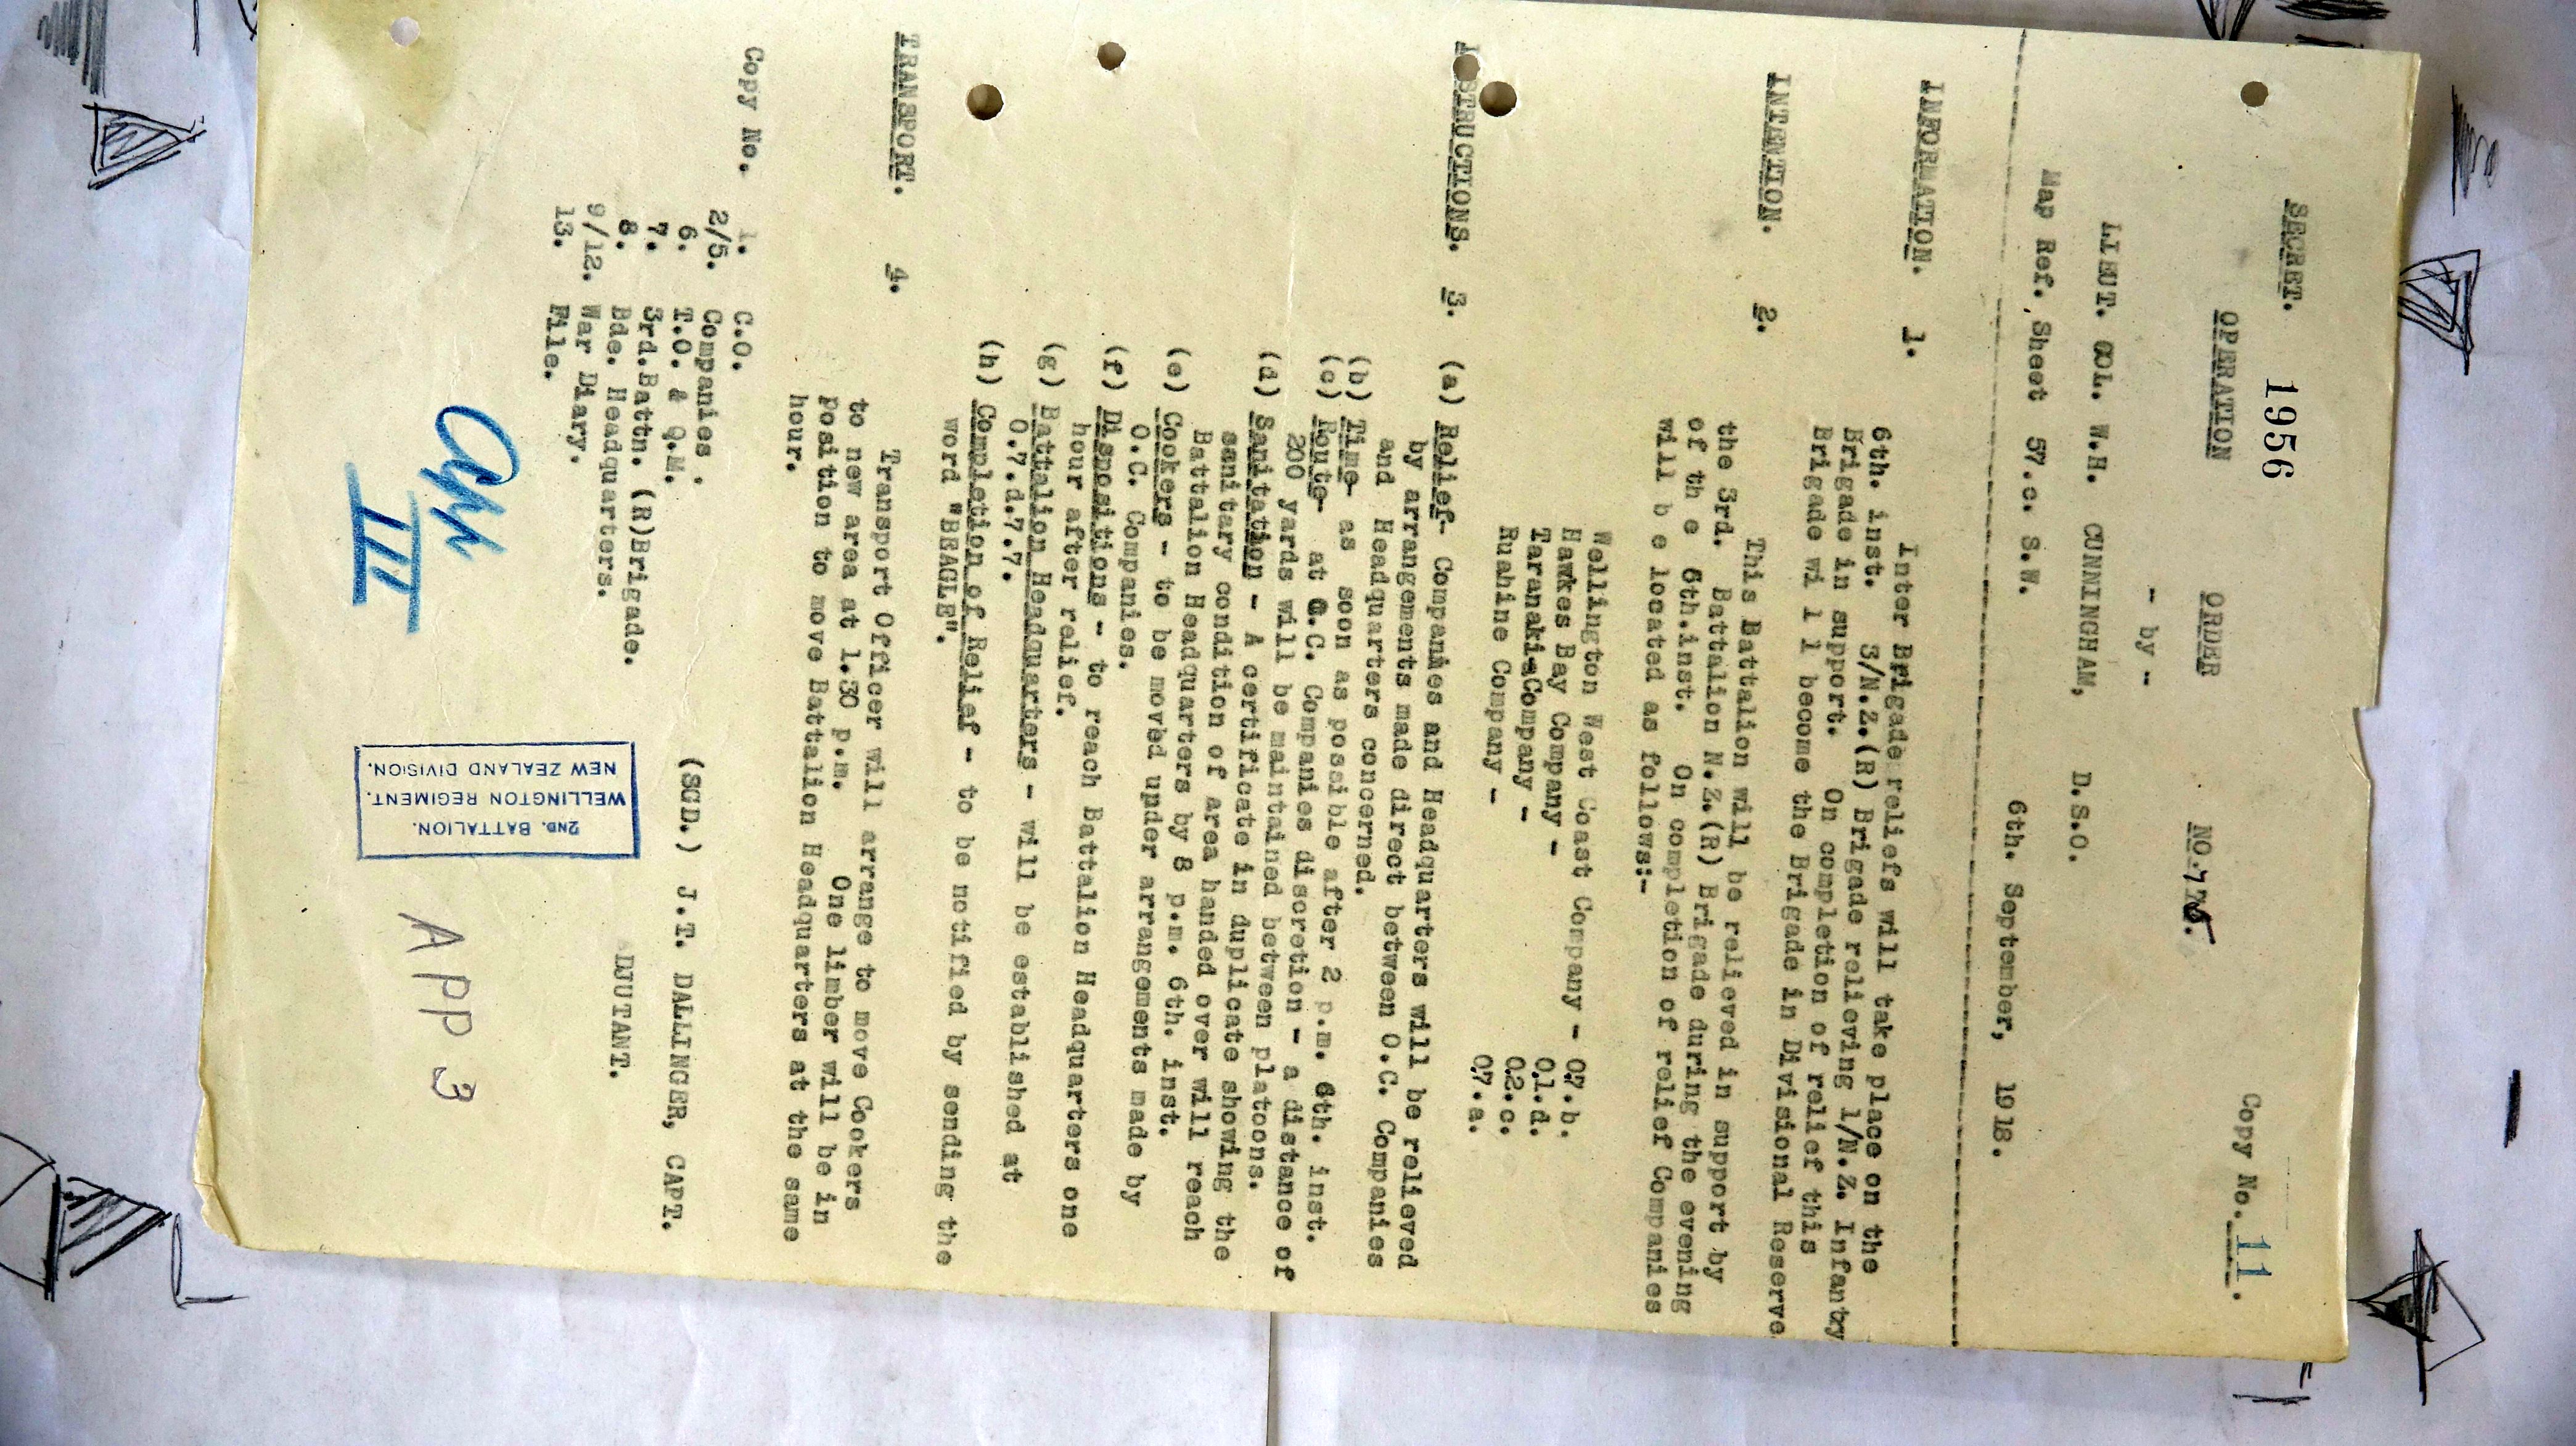 SECRET.
1956
Copy No. 11.
OPERATION ORDER NO.
- by -
LIEUT. COL. W.H. CUNNINGHAM, D.S.O.
Map Ref. Sheet 57.c. S.W. 6th. September, 1918.
INFORMATION. 1. Inter Brigade reliefs will take place on the
6th. inst. 3/N.Z.(R) Brigade relieving 1/N.Z. Infantry
Brigade in support. On completion of relief this
Brigade wi l l become the Brigade in Divisional Reserve
INTENTION. 2. This Battalion will be relieved in support by
the 3rd. Battalion N.Z.(R) Brigade during the evening
of th e 6th.inst. On completion of relief Companies
will b e located as follows:-
Wellington West Coast Company - 07.b.
Hawkes Bay Company - 01.d.
Taranaki Company - 02.c.
Ruahine Company - 07.a.
INSTRUCTIONS. 3. (a) Relief- Companies and Headquarters will be relieved
by arrangements made direct between O.C. Companies
and Headquarters concerned.
(b) Time- as soon as possible after 2 p.m. 6th. inst.
(c) Route- at O.C. Companies discretion - a distance of
200 yards will be maintained between platoons.
(d) Sanitation - A certificate in duplicate showing the
sanitary condition of area handed over will reach
Battalion Headquarters by 8 p.m. 6th. inst.
(e) Cookers - to be moved under arrangements made by
O.C. Companies.
(f) Dispositions - to reach Battalion Headquarters one
hour after relief.
(g) Battalion Headquarters - will be established at
0.7.d.7.7.
(h) Completion of Relief - to be notified by sending the
word "BEAGLE".
TRANSPORT. 4. Transport Officer will arrange to move Cookers
to new area at 1.30 p.m. One limber will be in
position to move Battalion Headquarters at the same
hour.
Copy No. 1. C.O.
2/5. Companies.
6. T.O. & Q.M.
7. 3rd.Battn. (R)Brigade.
8. Bde. Headquarters.
9/12. War Diary.
13. File.
(SGD.) J.T. DALLINGER, CAPT.
ADJUTANT.
2ND. BATTALION.
WELLINGTON REGIMENT.
NEW ZEALAND DIVISION.
III
APP 3